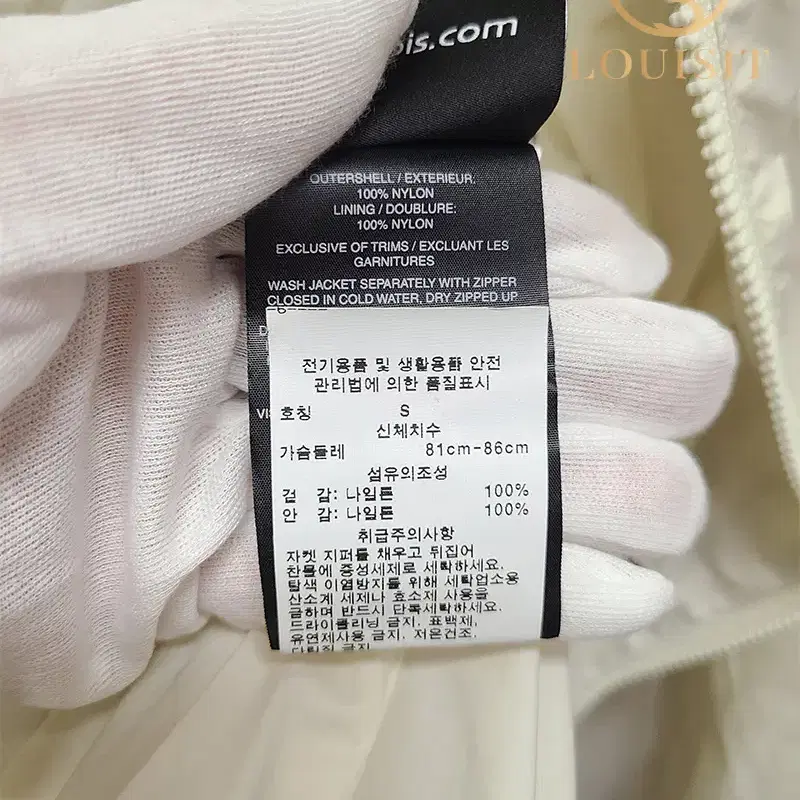 is.com
LOUISIT
OUTERSHELL / EXTERIEUR:
100% NYLON
LINING / DOUBLURE:
100% NYLON
EXCLUSIVE OF TRIMS / EXCLUANT LES
GARNITURES
WASH JACKET SEPARATELY WITH ZIPPER
CLOSED IN COLD WATER, DRY ZIPPED UP
전기용품 및 생활용품 안전
관리법에 의한 품질표시
호칭 S
신체치수
가슴둘레 81cm-86cm
섬유의조성
겉 감: 나일론 100%
안 감: 나일론 100%
취급주의사항
자켓 지퍼를 채우고 뒤집어
찬물에 중성세제로 세탁하세요.
탈색 이염방지를 위해 세탁업소용
산소계 세제나 효소제 사용을
금하며 반드시 단독세탁하세요.
드라이클리닝 금지, 표백제,
유연제사용 금지, 저온건조,
다림질 금지